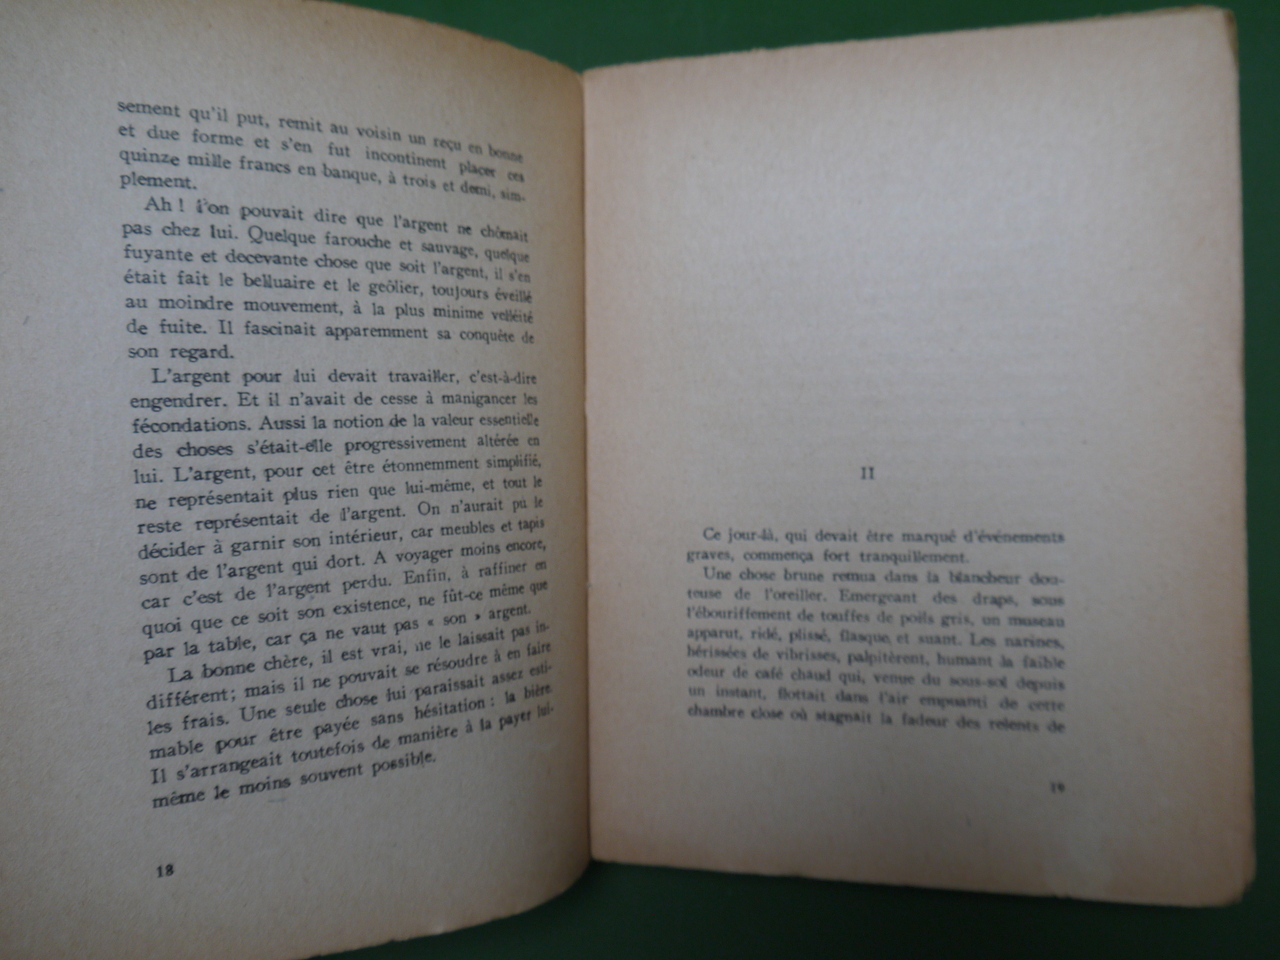 sement qu'il put, remit au voisin un reçu en bonne
et due forme et s'en fut incontinent placer ces
quinze mille francs en banque, à trois et demi, sim-
plement.
Ah ! l'on pouvait dire que l'argent ne chômait
pas chez lui. Quelque farouche et sauvage, quelque
fuyante et decevante chose que soit l'argent, il s'en
était fait le belluaire et le geôlier, toujours éveillé
au moindre mouvement, à la plus minime velléité
de fuite. Il fascinait apparemment sa conquête de
son regard.
L'argent pour lui devait travailler, c'est-à-dire
engendrer. Et il n'avait de cesse à manigancer les
fécondations. Aussi la notion de la valeur essentielle
des choses s'était-elle progressivement altérée en
lui. L'argent, pour cet être étonnemment simplifié,
ne représentait plus rien que lui-même, et tout le
reste représentait de l'argent. On n'aurait pu le
décider à garnir son intérieur, car meubles et tapis
sont de l'argent qui dort. A voyager moins encore,
car c'est de l'argent perdu. Enfin, à raffiner en
quoi que ce soit son existence, ne fût-ce même que
par la table, car ça ne vaut pas « son » argent.
La bonne chère, il est vrai, ne le laissait pas in-
différent; mais il ne pouvait se résoudre à en faire
les frais. Une seule chose lui paraissait assez esti-
mable pour être payée sans hésitation : la bière.
Il s'arrangeait toutefois de manière à la payer lui-
même le moins souvent possible.
18
II
Ce jour-là, qui devait être marqué d'événements
graves, commença fort tranquillement.
Une chose brune remua dans la blancheur dou-
teuse de l'oreiller. Emergeant des draps, sous
l'ébouriffement de touffes de poils gris, un museau
apparut, ridé, plissé, flasque et suant. Les narines,
hérissées de vibrisses, palpitèrent, humant la faible
odeur de café chaud qui, venue du sous-sol depuis
un instant, flottait dans l'air empuanti de cette
chambre close où stagnait la fadeur des relents de
19